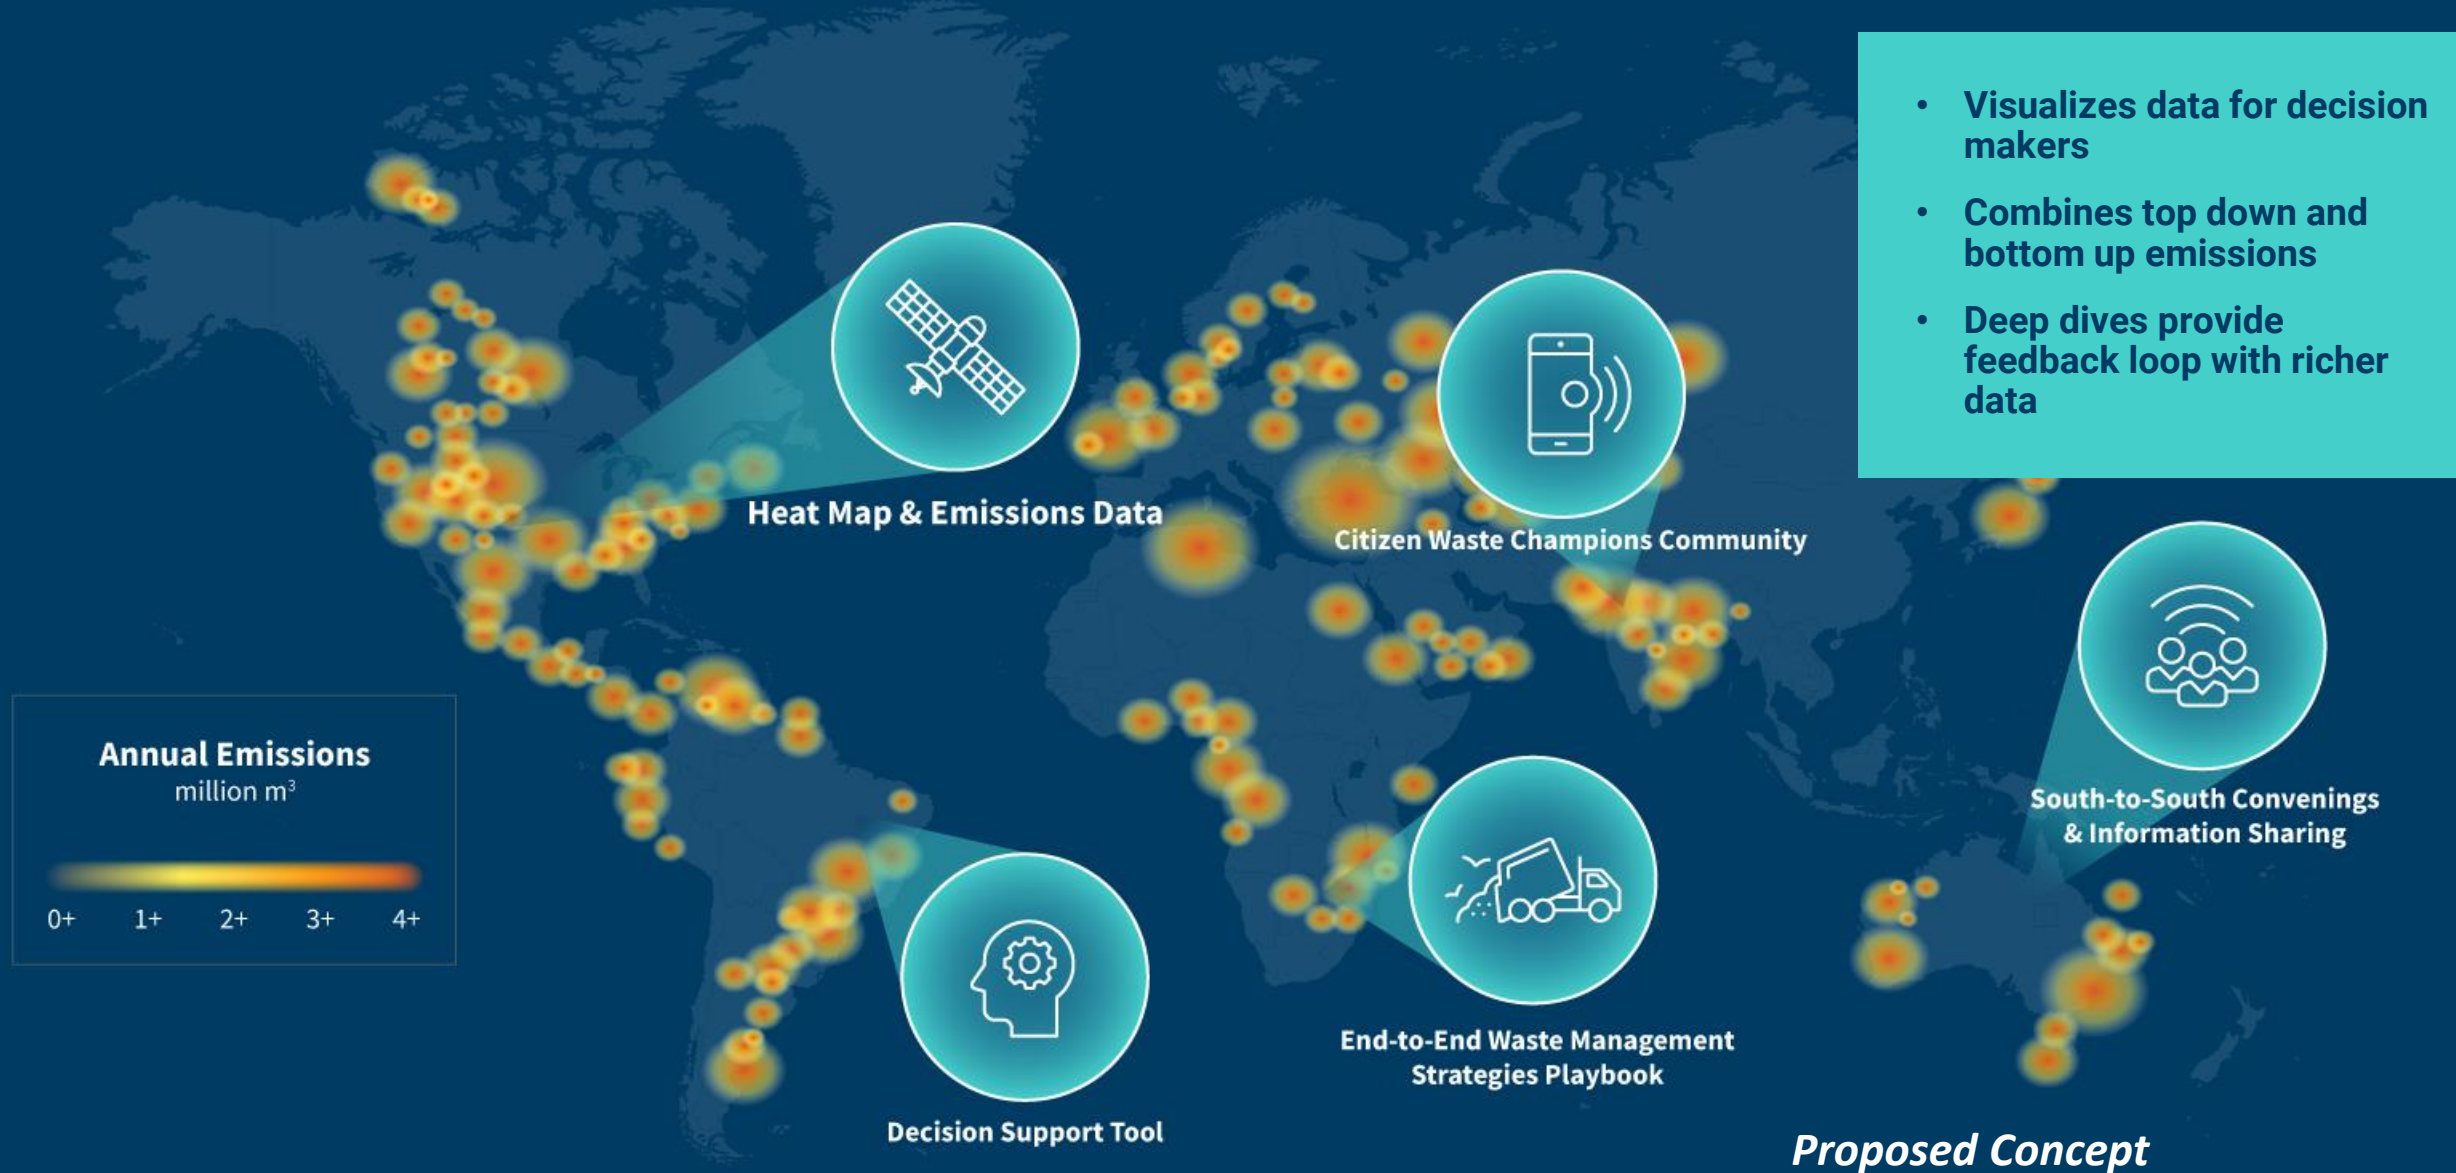 • Visualizes data for decision
makers
• Combines top down and
bottom up emissions
• Deep dives provide
feedback loop with richer
data
Heat Map & Emissions Data
Citizen Waste Champions Community
Annual Emissions
million m³
0+ 1+ 2+ 3+ 4+
South-to-South Convenings
& Information Sharing
End-to-End Waste Management
Strategies Playbook
Decision Support Tool
Proposed Concept